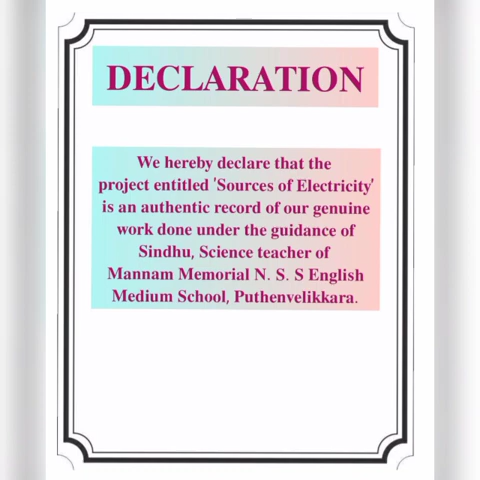 DECLARATION
We hereby declare that the
project entitled 'Sources of Electricity'
is an authentic record of our genuine
work done under the guidance of
Sindhu, Science teacher of
Mannam Memorial N. S. S English
Medium School, Puthenvelikkara.